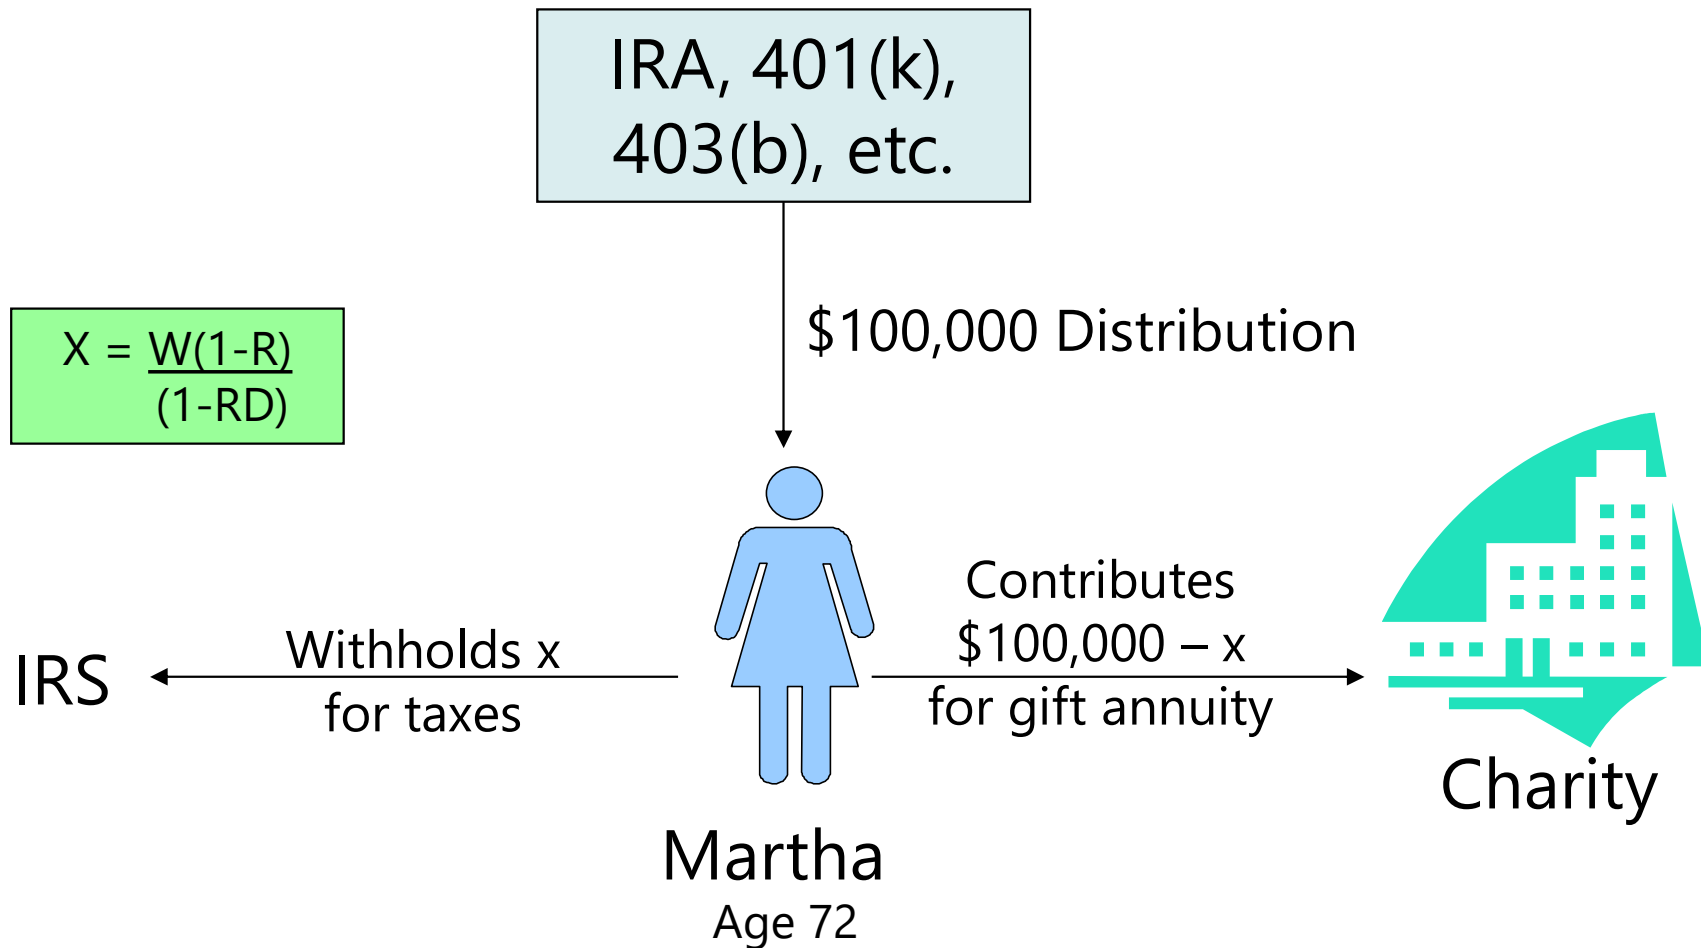 IRA, 401(k),
403(b), etc.
$100,000 Distribution
X = W(1-R)
(1-RD)
Contributes
$100,000 – x
for gift annuity
Withholds x
for taxes
IRS
Charity
Martha
Age 72